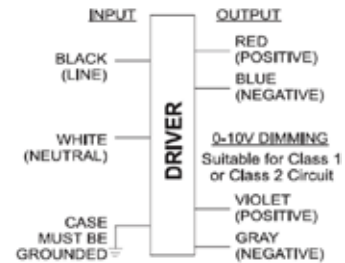 INPUT
BLACK
(LINE)
WHITE
(NEUTRAL)
CASE
MUST BE
GROUNDED
DRIVER
OUTPUT
RED
(POSITIVE)
BLUE
(NEGATIVE)
0-10V DIMMING
Suitable for Class 1
or Class 2 Circuit
VIOLET
(POSITIVE)
GRAY
(NEGATIVE)